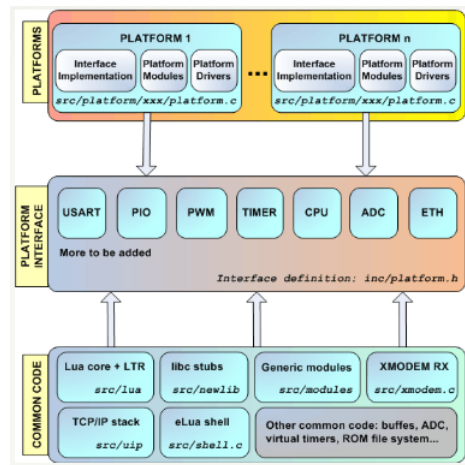 PLATFORMS
PLATFORM 1
Interface Implementation
Platform Modules
Platform Drivers
src/platform/xxx/platform.c
...
PLATFORM n
Interface Implementation
Platform Modules
Platform Drivers
src/platform/xxx/platform.c
PLATFORM INTERFACE
USART
PIO
PWM
TIMER
CPU
ADC
ETH
More to be added
Interface definition: inc/platform.h
COMMON CODE
Lua core + LTR
src/lua
libc stubs
src/newlib
Generic modules
src/modules
XMODEM RX
src/xmodem.c
TCP/IP stack
src/uip
eLua shell
src/shell.c
Other common code: buffes, ADC,
virtual timers, ROM file system...